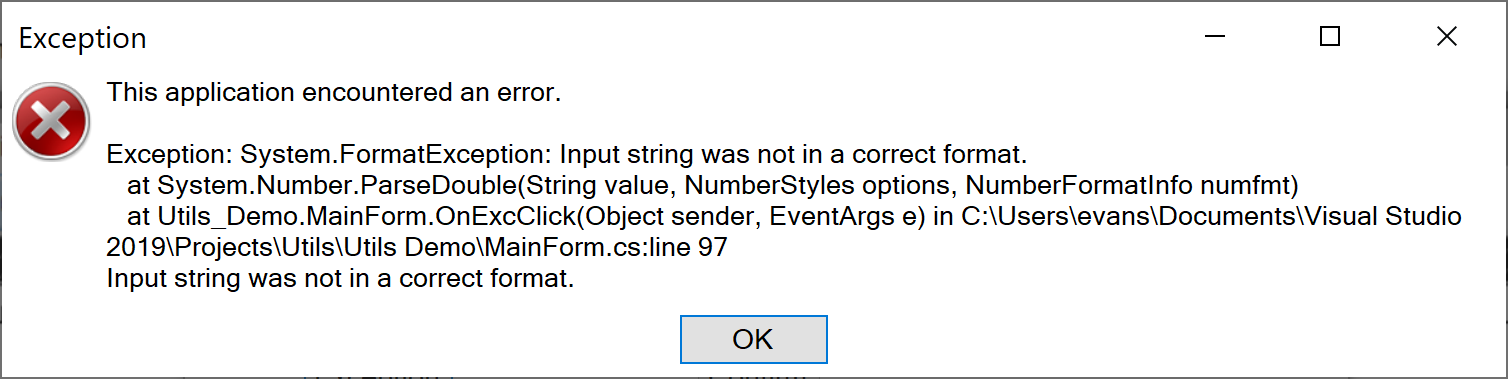 Exception
This application encountered an error.
Exception: System.FormatException: Input string was not in a correct format.
at System.Number.ParseDouble(String value, NumberStyles options, NumberFormatInfo numfmt)
at Utils_Demo.MainForm.OnExcClick(Object sender, EventArgs e) in C:\Users\evans\Documents\Visual Studio
2019\Projects\Utils\Utils Demo\MainForm.cs:line 97
Input string was not in a correct format.
OK